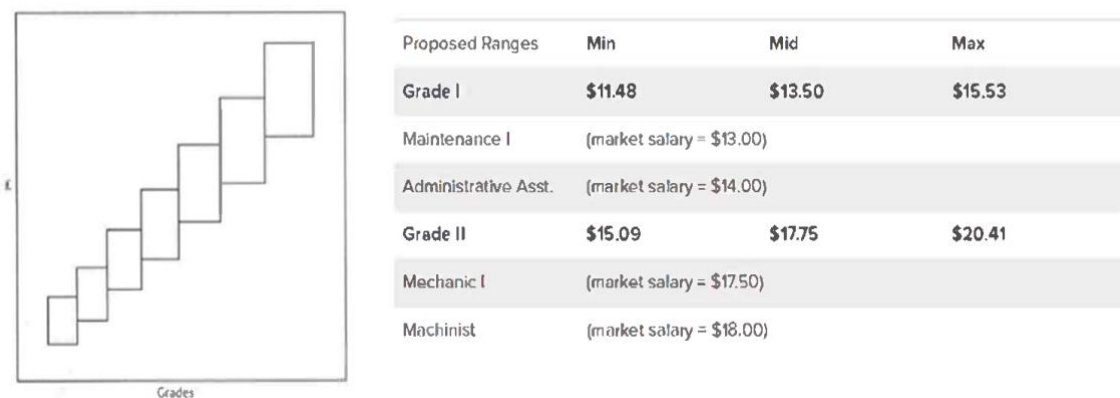 £
Grades
Proposed Ranges Min Mid Max
Grade I $11.48 $13.50 $15.53
Maintenance I (market salary = $13.00)
Administrative Asst. (market salary = $14.00)
Grade II $15.09 $17.75 $20.41
Mechanic I (market salary = $17.50)
Machinist (market salary = $18.00)